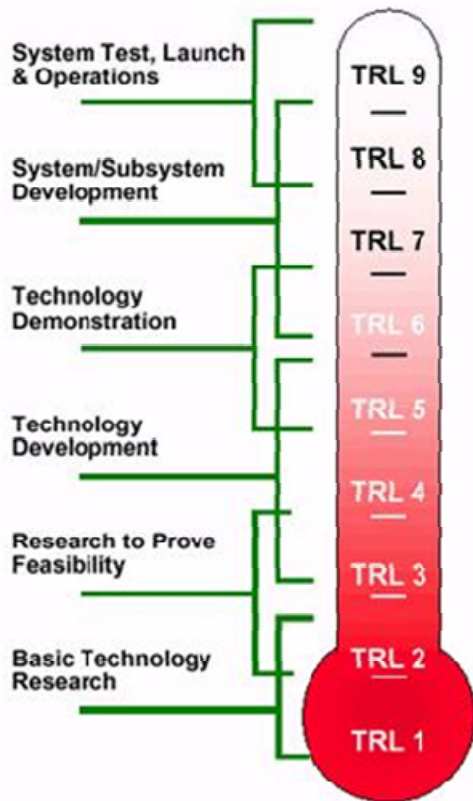 System Test, Launch
& Operations
System/Subsystem
Development
Technology
Demonstration
Technology
Development
Research to Prove
Feasibility
Basic Technology
Research
TRL 9
TRL 8
TRL 7
TRL 6
TRL 5
TRL 4
TRL 3
TRL 2
TRL 1